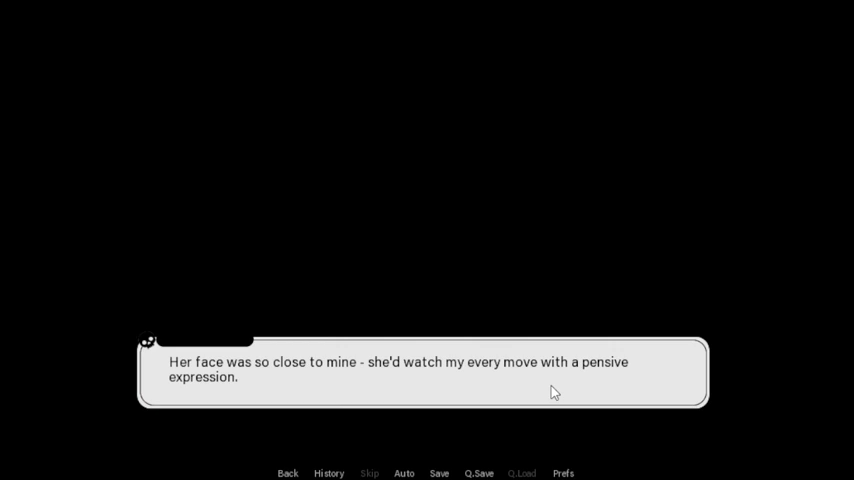 Her face was so close to mine - she'd watch my every move with a pensive
expression.
Back History Skip Auto Save Q.Save Q.Load Prefs